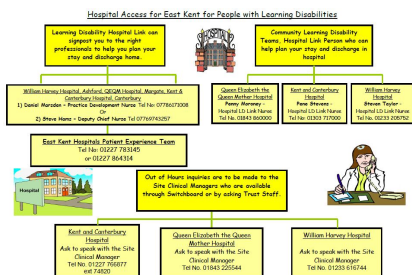 Hospital Access for East Kent for People with Learning Disabilities
Learning Disability Hospital Link can
signpost you to the right
professionals to help you plan your
stay and discharge home.
HOSPITAL
Community Learning Disability
Teams, Hospital Link Person who can
help plan your stay and discharge in
hospital
William Harvey Hospital, Ashford, QEQM Hospital, Margate, Kent &
Canterbury Hospital, Canterbury
1) Daniel Marsden - Practice Development Nurse Tel No: 07786171008
Or
2) Steve Hams - Deputy Chief Nurse Tel 07769743257
Queen Elizabeth the
Queen Mother Hospital
Penny Moroney -
Hospital LD Link Nurse
Tel No. 01843 860000
Kent and Canterbury
Hospital
Pene Stevens -
Hospital LD Link Nurse
Tel No: 01303 717000
William Harvey
Hospital
Steven Taylor -
Hospital LD Link Nurse
Tel No: 01233 205752
East Kent Hospitals Patient Experience Team
Tel No: 01227 783145
or 01227 864314
Hospital
Out of Hours inquiries are to be made to the
Site Clinical Managers who are available
through Switchboard or by asking Trust Staff.
Kent and Canterbury
Hospital
Ask to speak with the Site
Clinical Manager
Tel No. 01227 766877
ext 74820
Queen Elizabeth the Queen
Mother Hospital
Ask to speak with the Site
Clinical Manager
Tel No. 01843 225544
William Harvey Hospital
Ask to speak with the Site
Clinical Manager
Tel No. 01233 616744